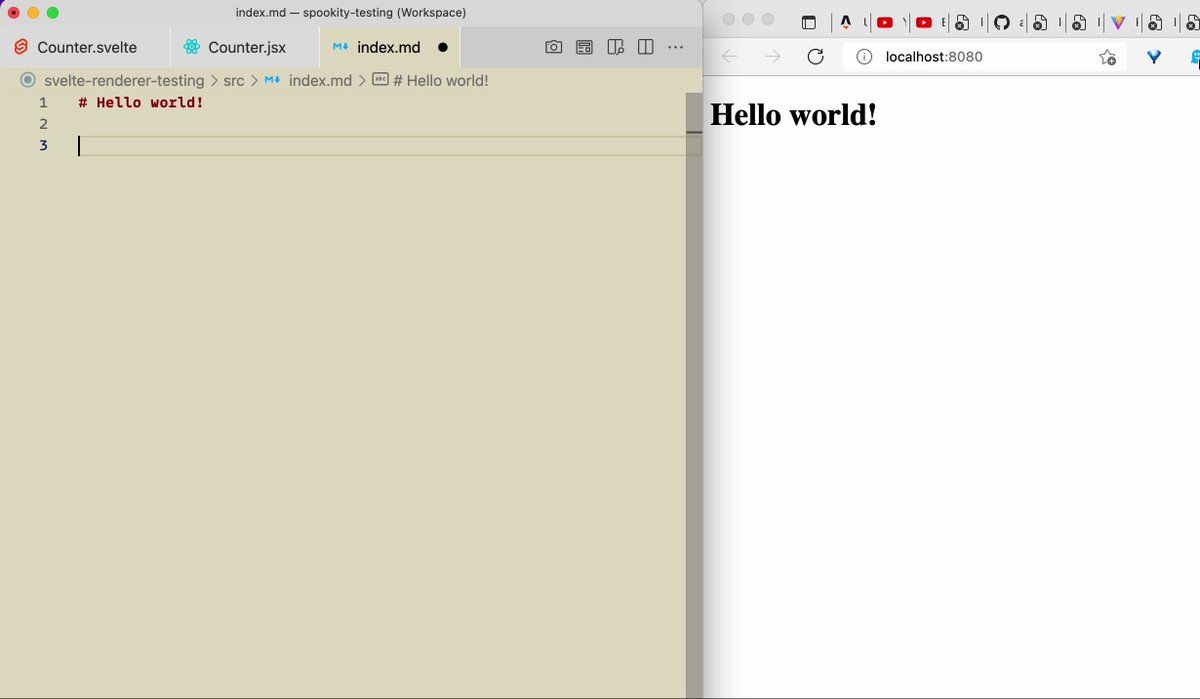 index.md — spookity-testing (Workspace)
Counter.svelte
Counter.jsx
M↓ index.md
svelte-renderer-testing > src > M↓ index.md > abc # Hello world!
1 # Hello world!
2
3
localhost:8080
Hello world!